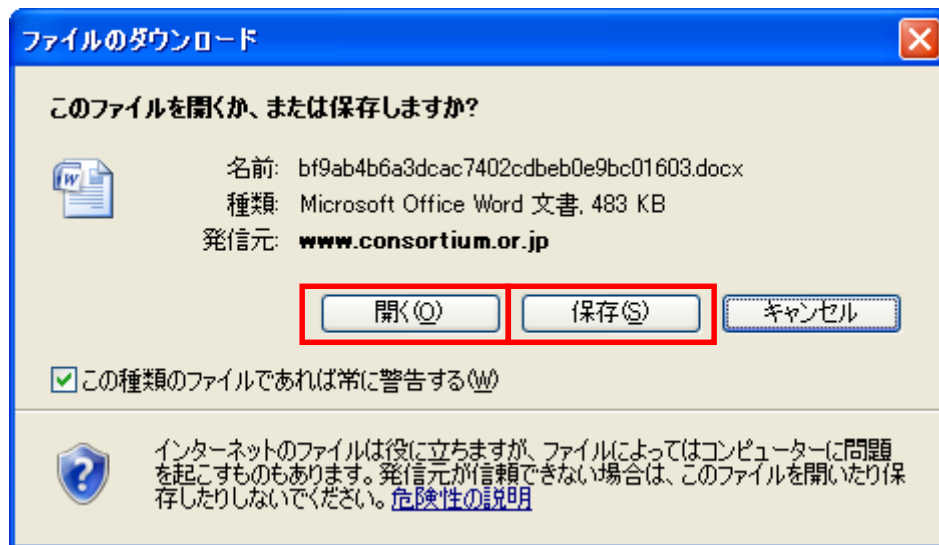 ファイルのダウンロード
このファイルを開くか、または保存しますか?
名前: bf9ab4b6a3dcac7402cdbeb0e9bc01603.docx
種類: Microsoft Office Word 文書, 483 KB
発信元: www.consortium.or.jp
開く(O) 保存(S) キャンセル
この種類のファイルであれば常に警告する(W)
インターネットのファイルは役に立ちますが、ファイルによってはコンピューターに問題
を起こすものもあります。発信元が信頼できない場合は、このファイルを開いたり保
存したりしないでください。危険性の説明